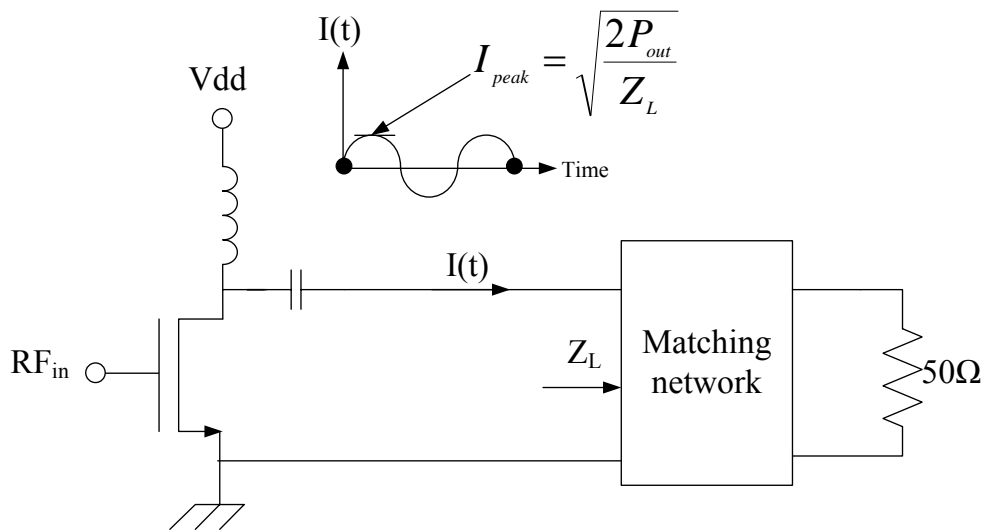 I(t)
I_peak = √(2P_out / Z_L)
Vdd
Time
I(t)
RF_in
Z_L
Matching
network
50Ω